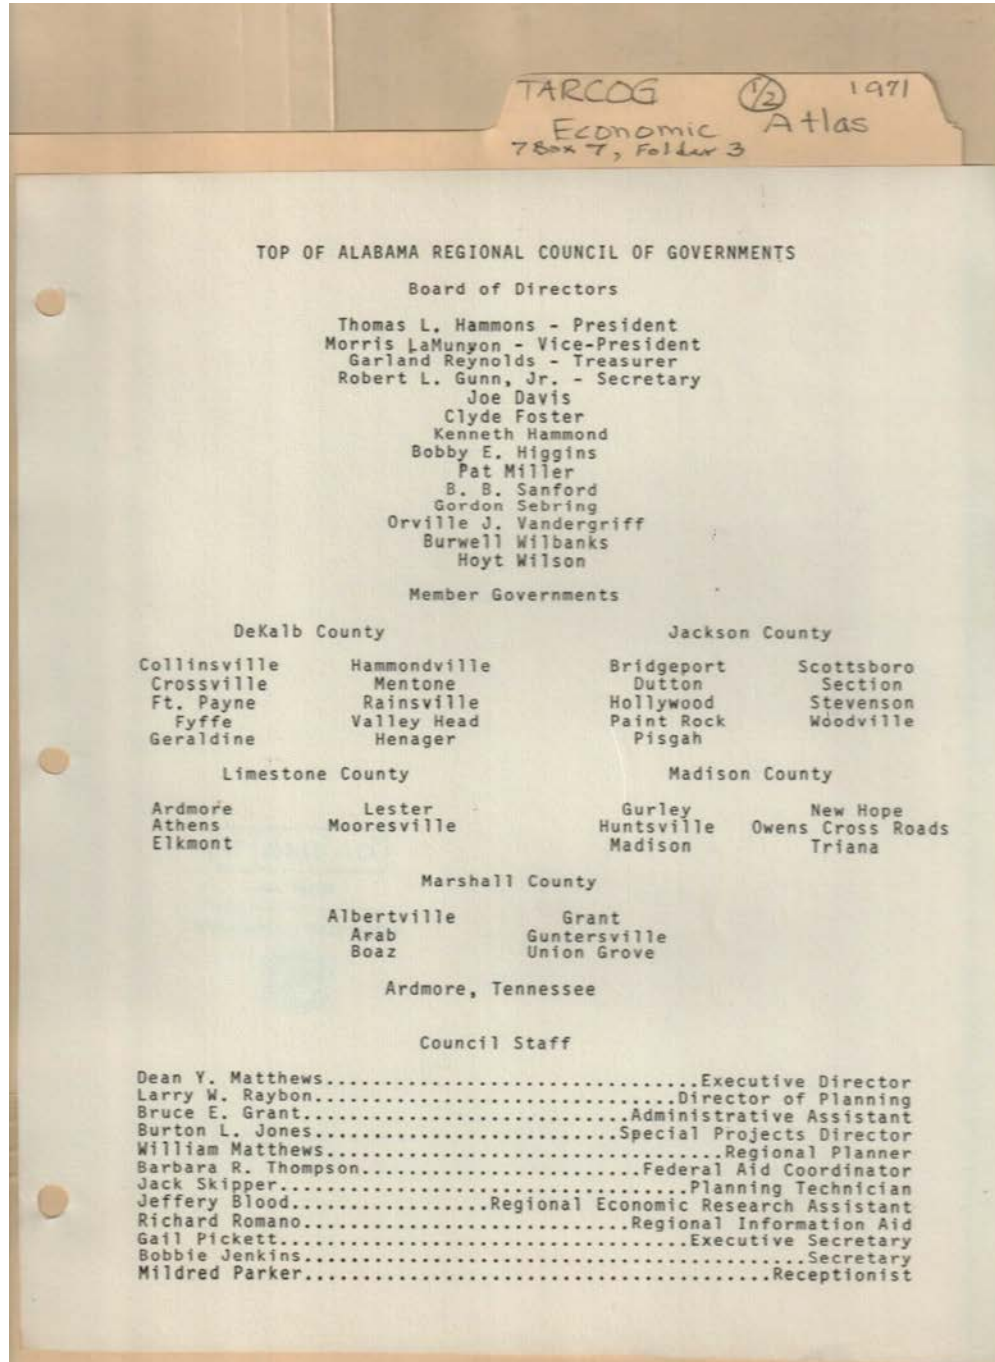 TARCOG 1/2 1971
Economic Atlas
7 Box 7, Folder 3
TOP OF ALABAMA REGIONAL COUNCIL OF GOVERNMENTS
Board of Directors
Thomas L. Hammons - President
Morris LaMunyon - Vice-President
Garland Reynolds - Treasurer
Robert L. Gunn, Jr. - Secretary
Joe Davis
Clyde Foster
Kenneth Hammond
Bobby E. Higgins
Pat Miller
B. B. Sanford
Gordon Sebring
Orville J. Vandergriff
Burwell Wilbanks
Hoyt Wilson
Member Governments
DeKalb County Jackson County
Collinsville Hammondville Bridgeport Scottsboro
Crossville Mentone Dutton Section
Ft. Payne Rainsville Hollywood Stevenson
Fyffe Valley Head Paint Rock Woodville
Geraldine Henager Pisgah
Limestone County Madison County
Ardmore Lester Gurley New Hope
Athens Mooresville Huntsville Owens Cross Roads
Elkmont Madison Triana
Marshall County
Albertville Grant
Arab Guntersville
Boaz Union Grove
Ardmore, Tennessee
Council Staff
Dean Y. Matthews................................Executive Director
Larry W. Raybon...............................Director of Planning
Bruce E. Grant............................Administrative Assistant
Burton L. Jones..........................Special Projects Director
William Matthews..................................Regional Planner
Barbara R. Thompson........................Federal Aid Coordinator
Jack Skipper...................................Planning Technician
Jeffery Blood.................Regional Economic Research Assistant
Richard Romano............................Regional Information Aid
Gail Pickett...................................Executive Secretary
Bobbie Jenkins...........................................Secretary
Mildred Parker........................................Receptionist